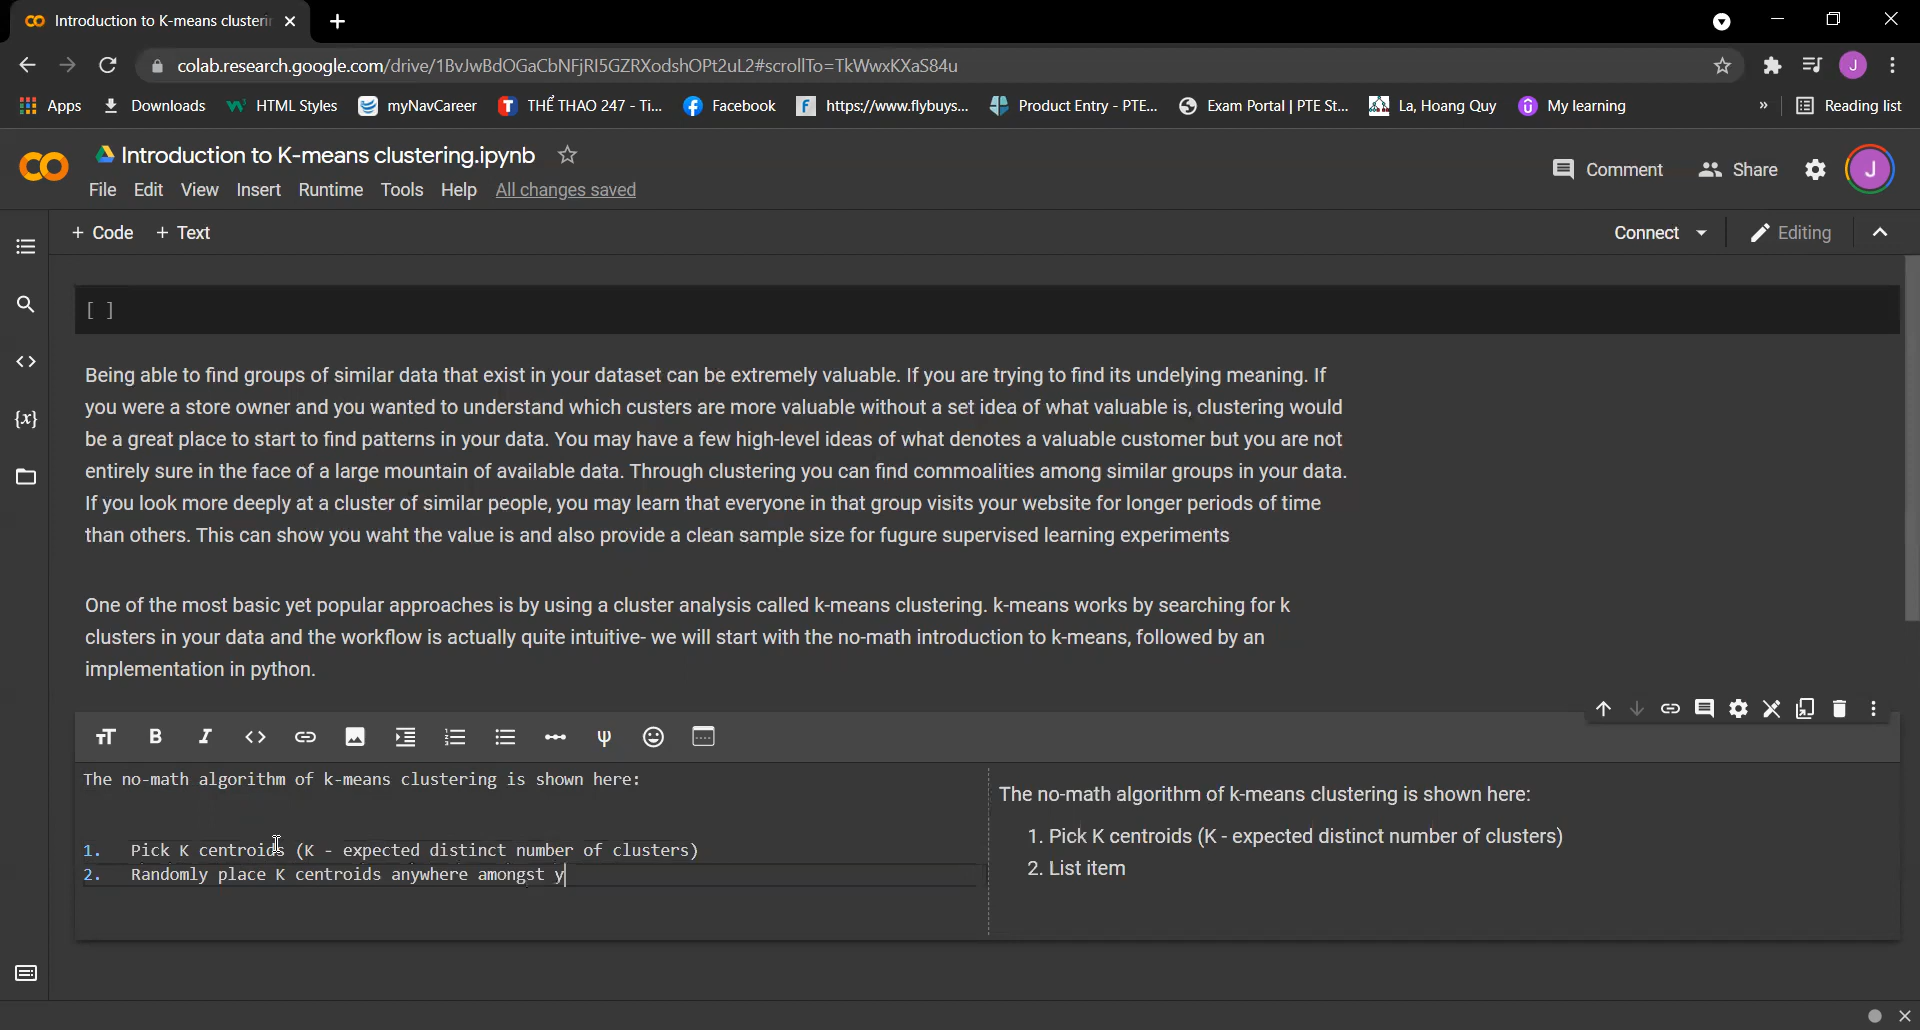 Introduction to K-means clusterin
colab.research.google.com/drive/1BvJwBdOGaCbNFjRI5GZRXodshOPt2uL2#scrollTo=TkWwxKXaS84u
Apps Downloads HTML Styles myNavCareer THỂ THAO 247 - Ti... Facebook https://www.flybuys... Product Entry - PTE... Exam Portal | PTE St... La, Hoang Quy My learning » Reading list
Introduction to K-means clustering.ipynb
Comment Share J
File Edit View Insert Runtime Tools Help All changes saved
+ Code + Text Connect Editing
[ ]
Being able to find groups of similar data that exist in your dataset can be extremely valuable. If you are trying to find its undelying meaning. If
you were a store owner and you wanted to understand which custers are more valuable without a set idea of what valuable is, clustering would
be a great place to start to find patterns in your data. You may have a few high-level ideas of what denotes a valuable customer but you are not
entirely sure in the face of a large mountain of available data. Through clustering you can find commoalities among similar groups in your data.
If you look more deeply at a cluster of similar people, you may learn that everyone in that group visits your website for longer periods of time
than others. This can show you waht the value is and also provide a clean sample size for fugure supervised learning experiments
One of the most basic yet popular approaches is by using a cluster analysis called k-means clustering. k-means works by searching for k
clusters in your data and the workflow is actually quite intuitive- we will start with the no-math introduction to k-means, followed by an
implementation in python.
The no-math algorithm of k-means clustering is shown here:
1. Pick K centroids (K - expected distinct number of clusters)
2. Randomly place K centroids anywhere amongst y
The no-math algorithm of k-means clustering is shown here:
1. Pick K centroids (K - expected distinct number of clusters)
2. List item